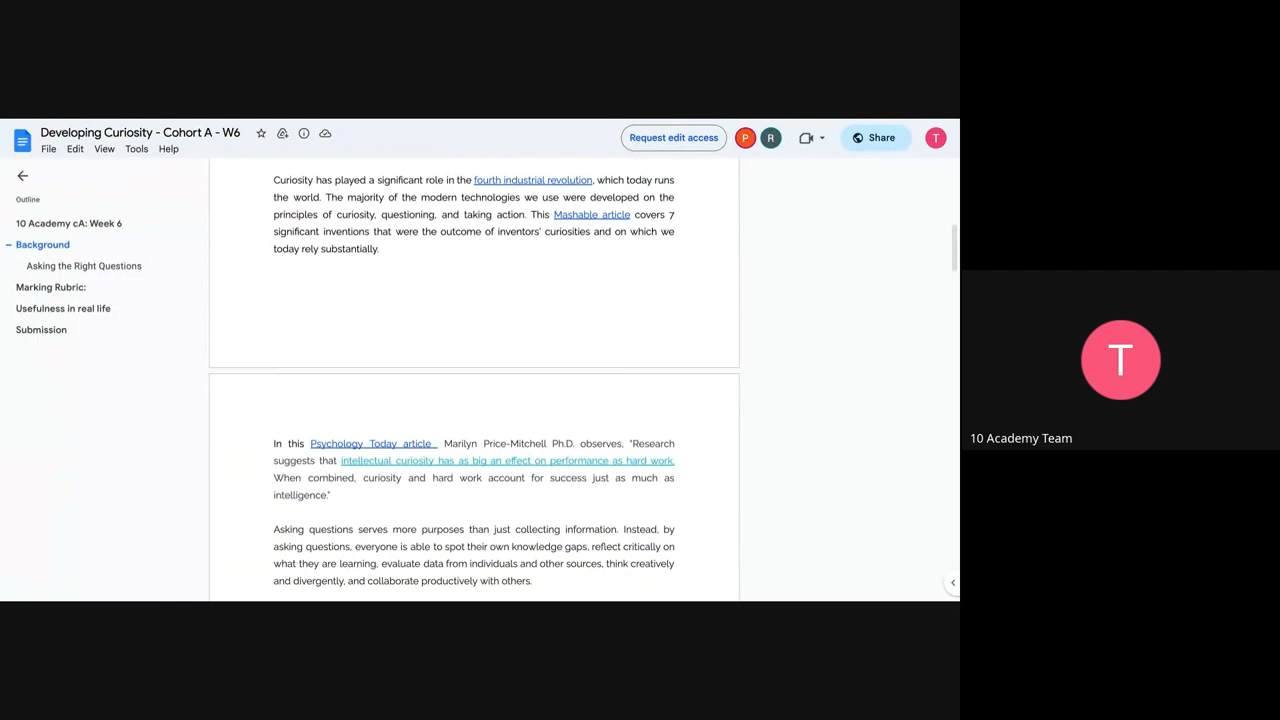 Developing Curiosity - Cohort A - W6
File Edit View Tools Help
Request edit access
P
R
Share
T
Outline
10 Academy cA: Week 6
Background
Asking the Right Questions
Marking Rubric:
Usefulness in real life
Submission
Curiosity has played a significant role in the fourth industrial revolution, which today runs
the world. The majority of the modern technologies we use were developed on the
principles of curiosity, questioning, and taking action. This Mashable article covers 7
significant inventions that were the outcome of inventors' curiosities and on which we
today rely substantially.
In this Psychology Today article Marilyn Price-Mitchell Ph.D. observes, "Research
suggests that intellectual curiosity has as big an effect on performance as hard work.
When combined, curiosity and hard work account for success just as much as
intelligence."
Asking questions serves more purposes than just collecting information. Instead, by
asking questions, everyone is able to spot their own knowledge gaps, reflect critically on
what they are learning, evaluate data from individuals and other sources, think creatively
and divergently, and collaborate productively with others.
T
10 Academy Team